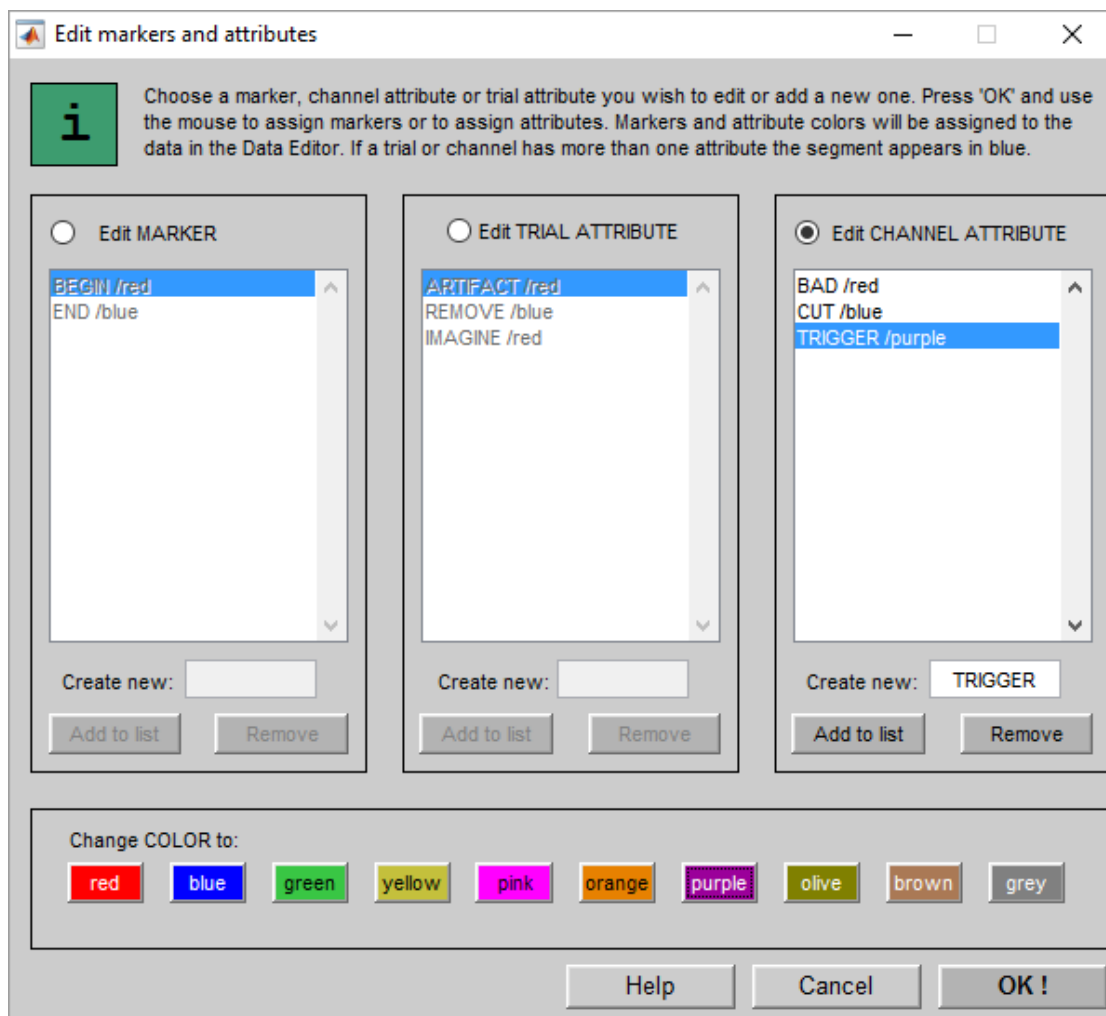 Edit markers and attributes
i
Choose a marker, channel attribute or trial attribute you wish to edit or add a new one. Press 'OK' and use
the mouse to assign markers or to assign attributes. Markers and attribute colors will be assigned to the
data in the Data Editor. If a trial or channel has more than one attribute the segment appears in blue.
Edit MARKER
BEGIN /red
END /blue
Create new:
Add to list
Remove
Edit TRIAL ATTRIBUTE
ARTIFACT /red
REMOVE /blue
IMAGINE /red
Create new:
Add to list
Remove
Edit CHANNEL ATTRIBUTE
BAD /red
CUT /blue
TRIGGER /purple
Create new: TRIGGER
Add to list
Remove
Change COLOR to:
red blue green yellow pink orange purple olive brown grey
Help Cancel OK !